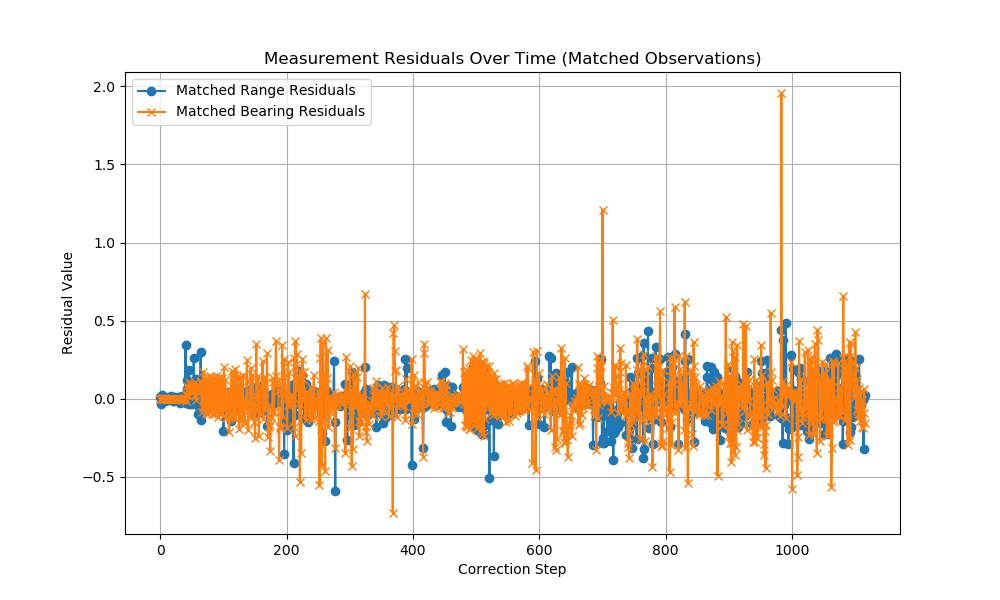 Measurement Residuals Over Time (Matched Observations)
Matched Range Residuals
Matched Bearing Residuals
Residual Value
2.0
1.5
1.0
0.5
0.0
−0.5
0 200 400 600 800 1000
Correction Step